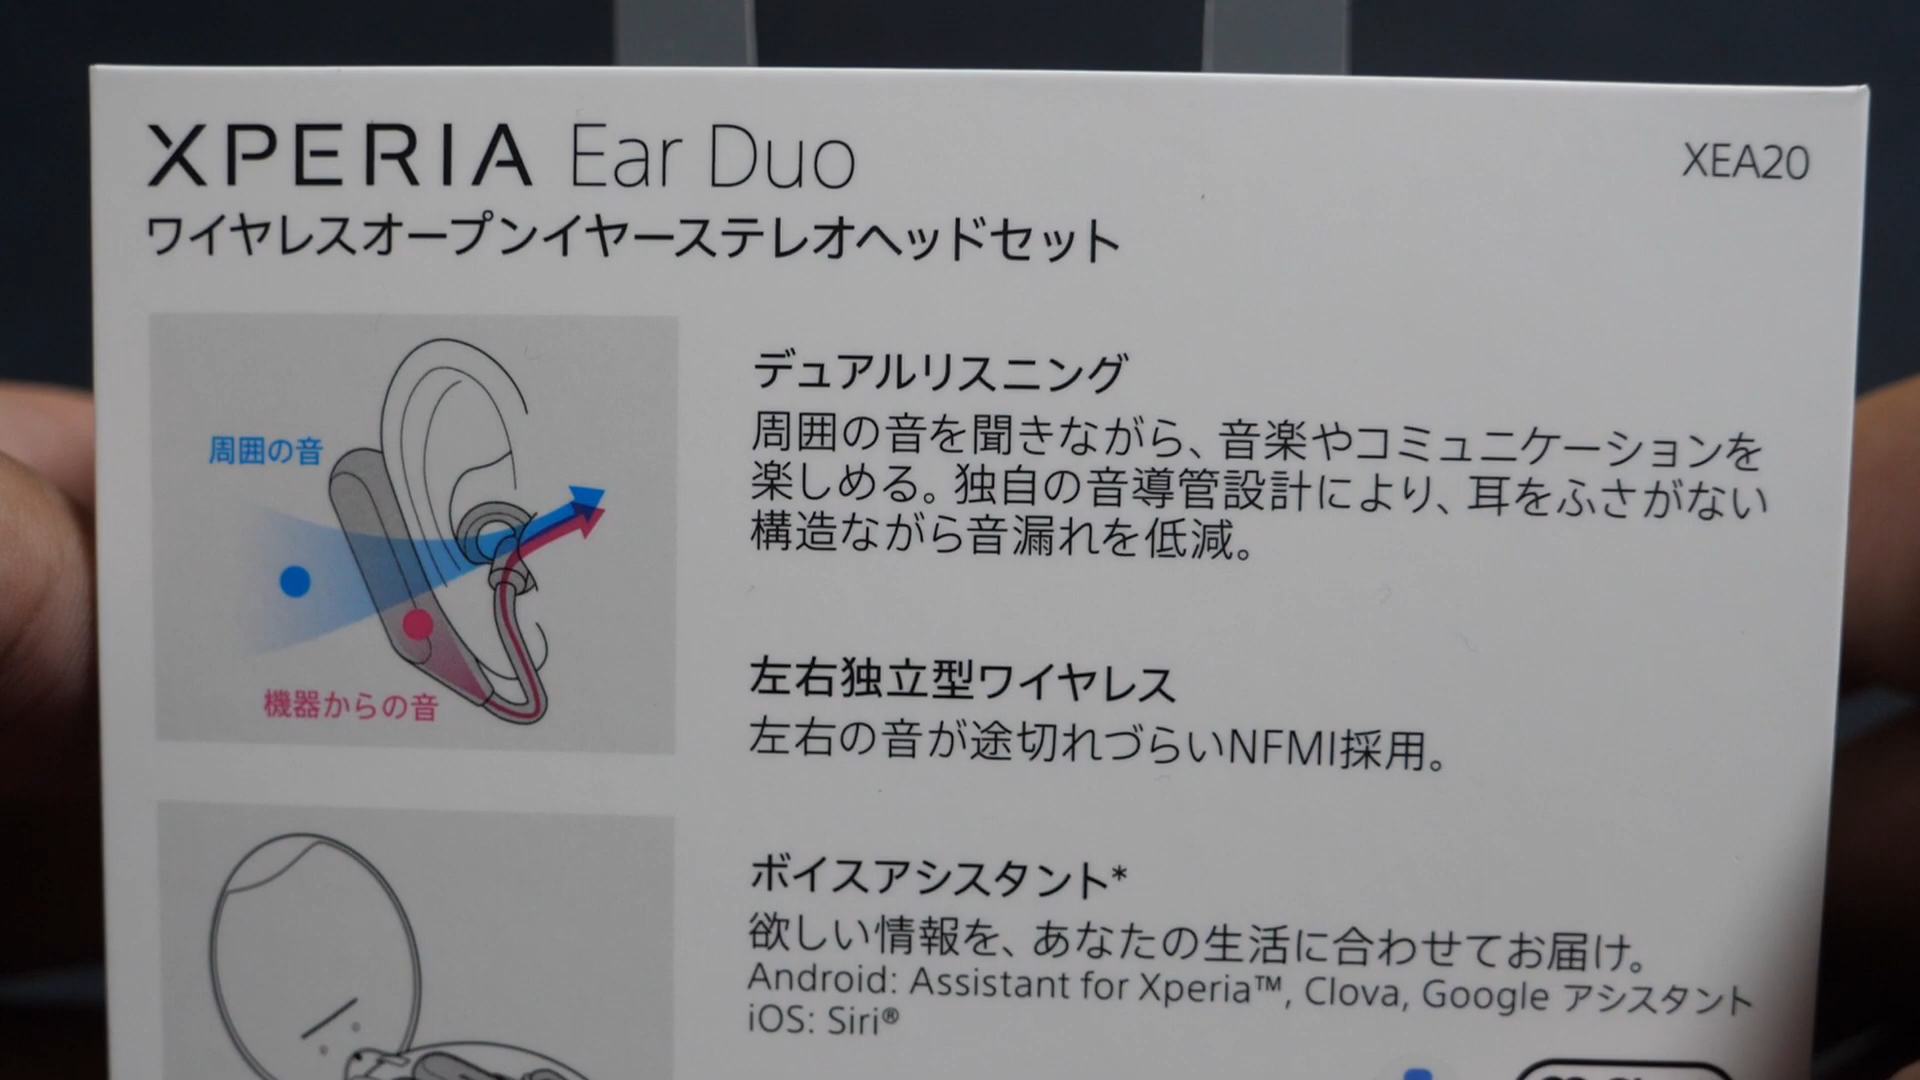 XPERIA Ear Duo
XEA20
ワイヤレスオープンイヤーステレオヘッドセット
周囲の音
機器からの音
デュアルリスニング
周囲の音を聞きながら、音楽やコミュニケーションを
楽しめる。独自の音導管設計により、耳をふさがない
構造ながら音漏れを低減。
左右独立型ワイヤレス
左右の音が途切れづらいNFMI採用。
ボイスアシスタント*
欲しい情報を、あなたの生活に合わせてお届け。
Android: Assistant for Xperia™, Clova, Google アシスタント
iOS: Siri®